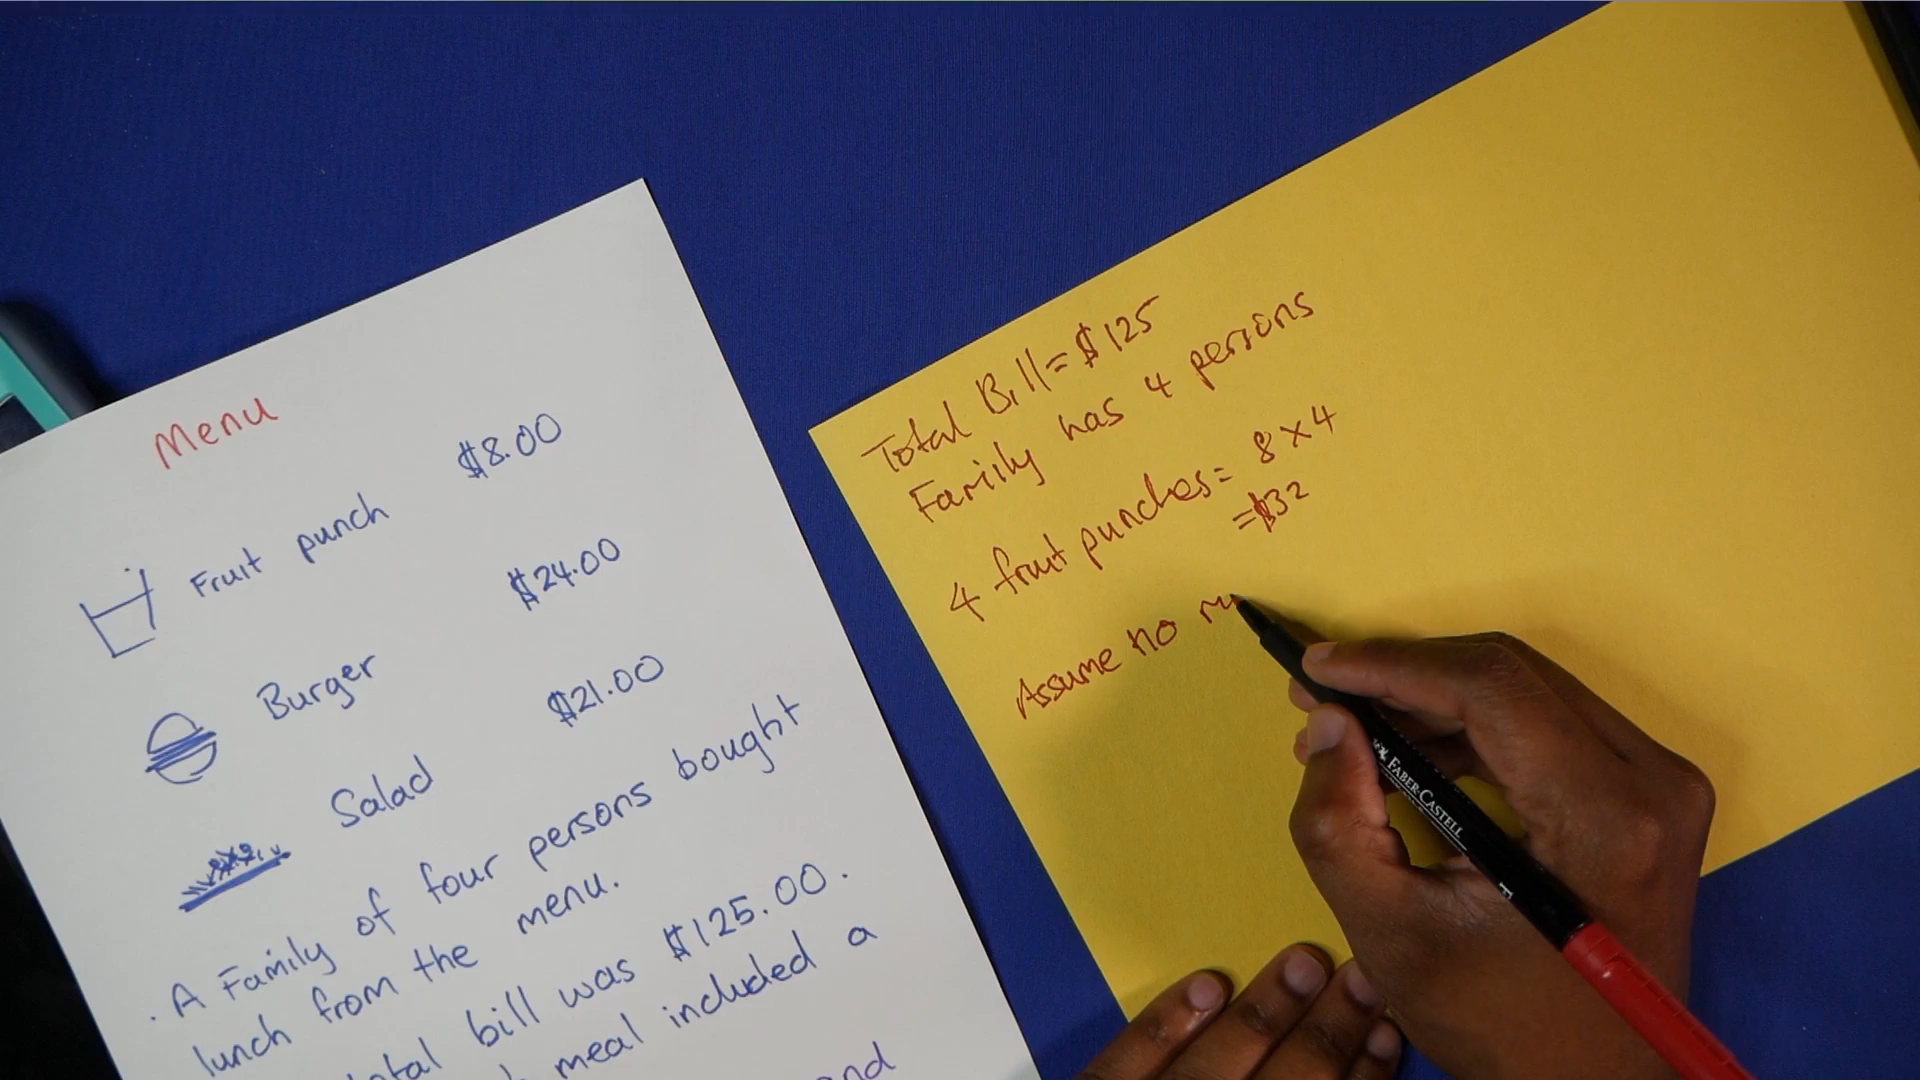 Menu
Fruit punch $8.00
Burger $24.00
Salad $21.00
. A Family of four persons bought
lunch from the menu.
bill was $125.00.
meal included a
and
Total Bill = $125
Family has 4 persons
4 fruit punches = 8 × 4
= $32
Assume no
FABER-CASTELL